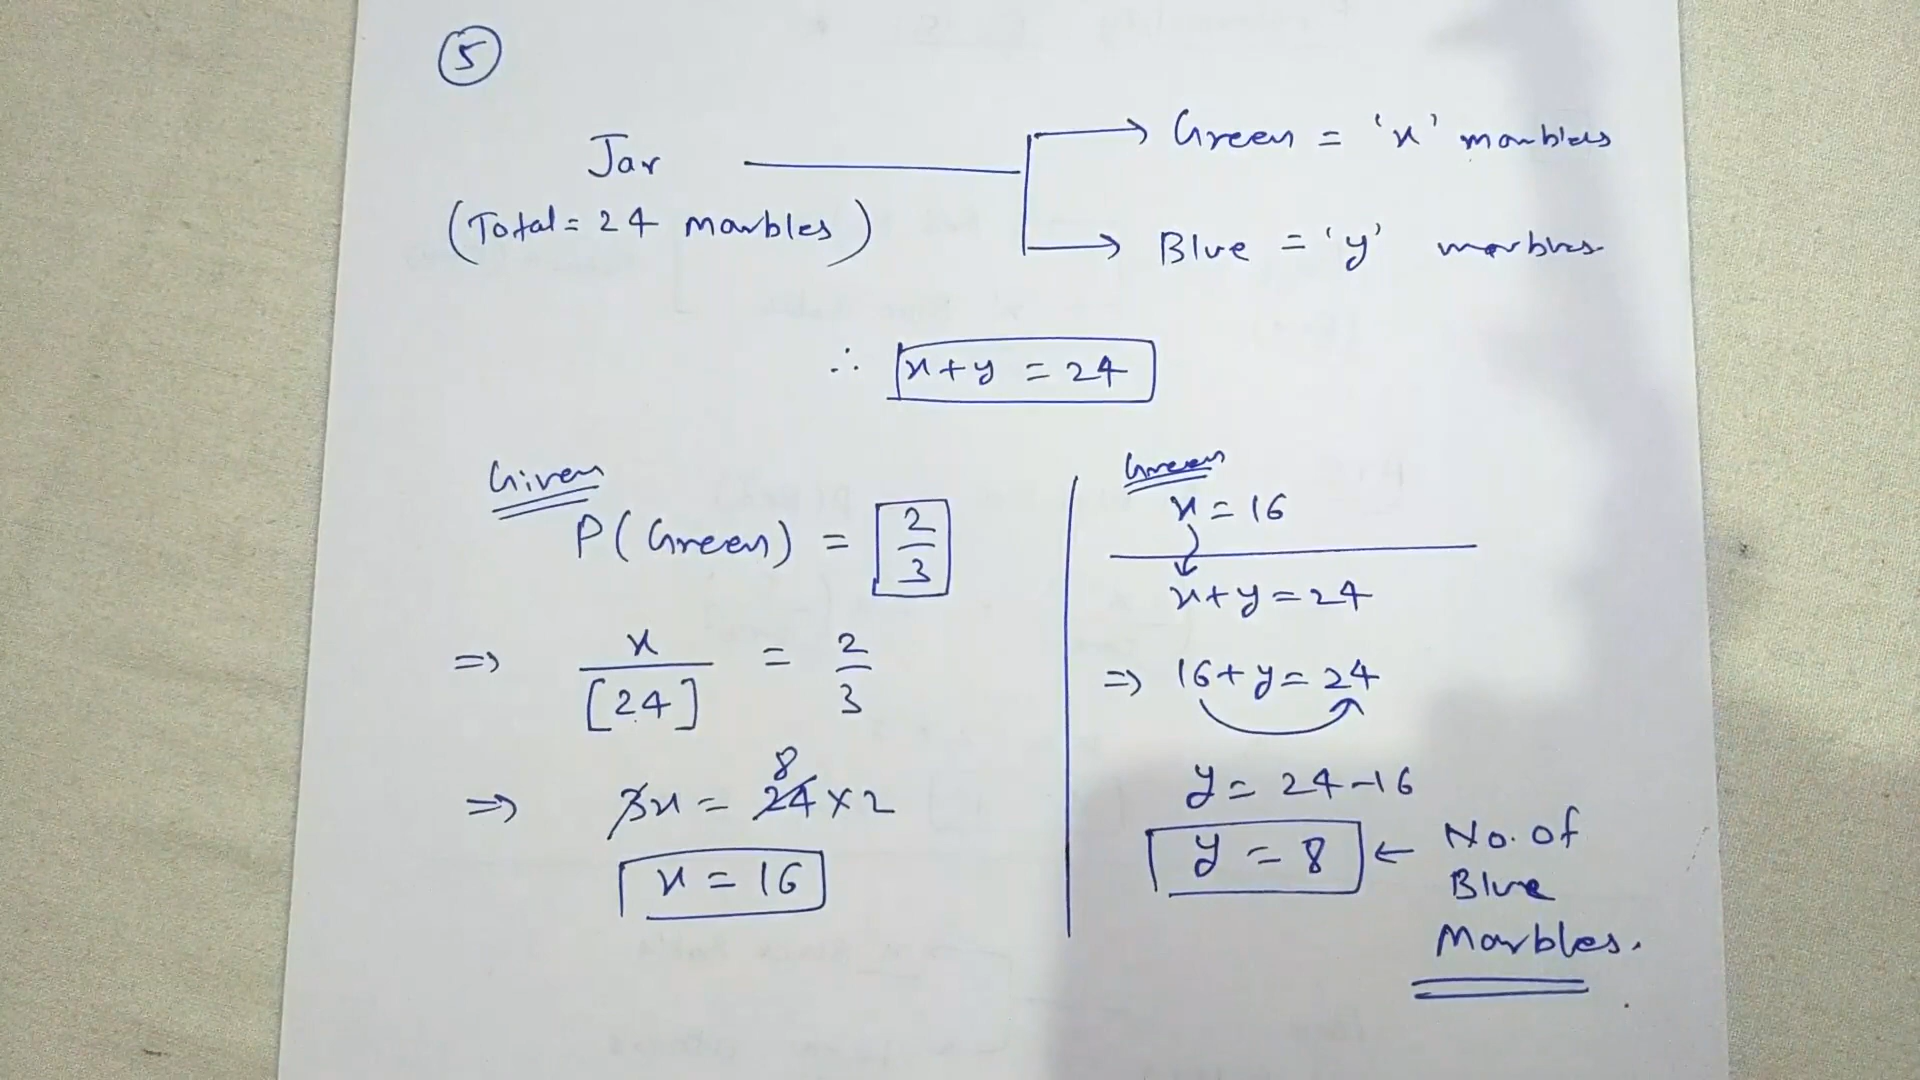 5
Jar
(Total = 24 marbles)
Green = 'x' marbles
Blue = 'y' marbles
∴ x+y = 24
Given
P(Green) = 2/3
=> x/[24] = 2/3
=> 3x = 24 × 2
8
x = 16
Green
x = 16
x+y = 24
=> 16+y = 24
y = 24-16
y = 8 ← No. of
Blue
Marbles.